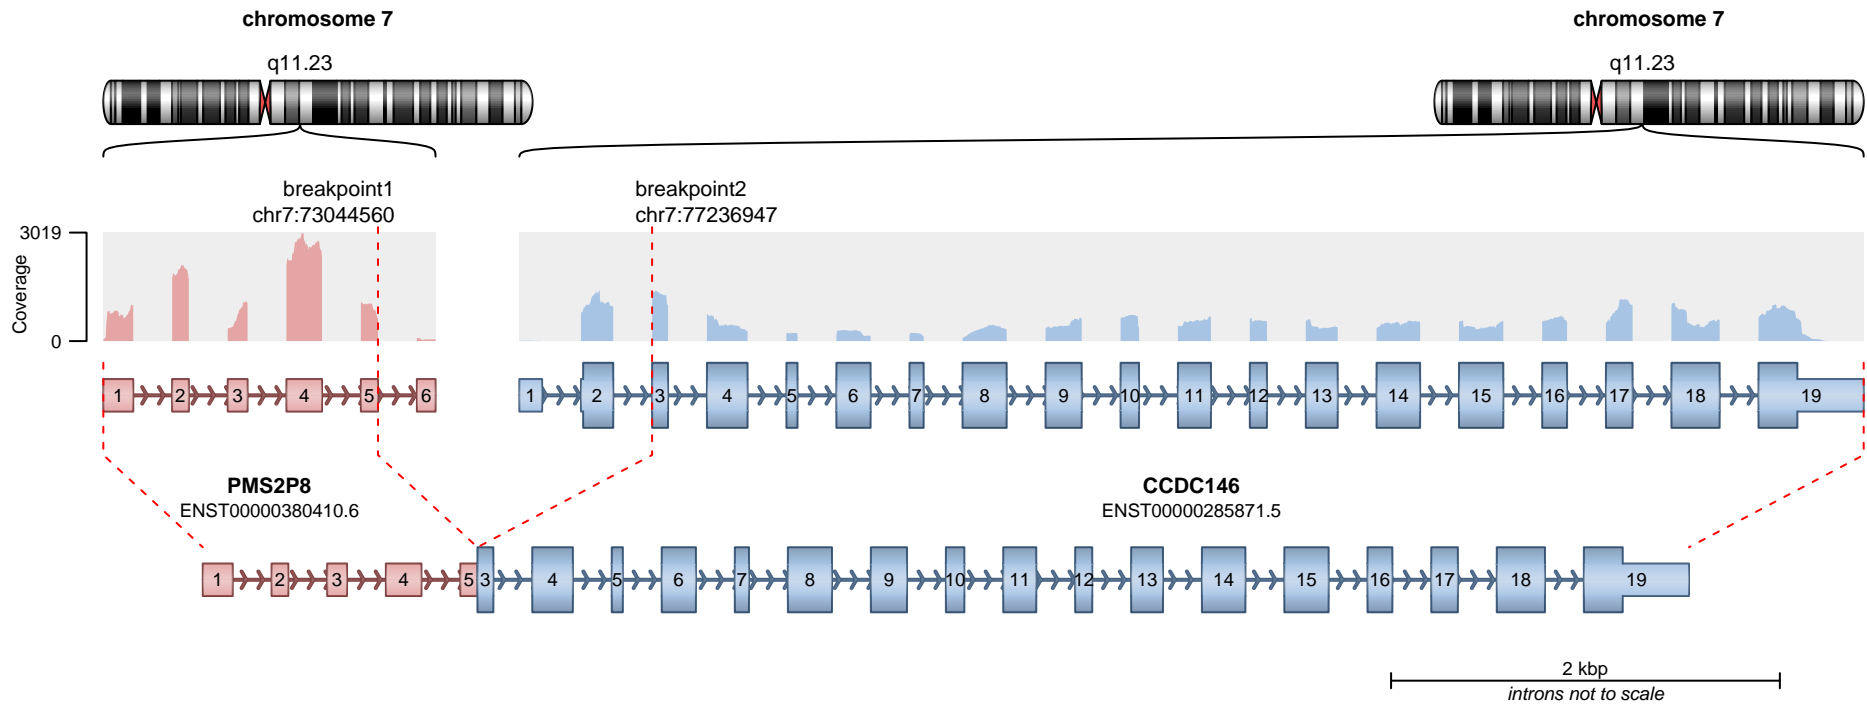 chromosome 7
chromosome 7
q11.23
q11.23
breakpoint1
chr7:73044560
breakpoint2
chr7:77236947
3019
Coverage
0
1 2 3 4 5 6
1 2 3 4 5 6 7 8 9 10 11 12 13 14 15 16 17 18 19
PMS2P8
ENST00000380410.6
CCDC146
ENST00000285871.5
1 2 3 4 5 3 4 5 6 7 8 9 10 11 12 13 14 15 16 17 18 19
2 kbp
introns not to scale